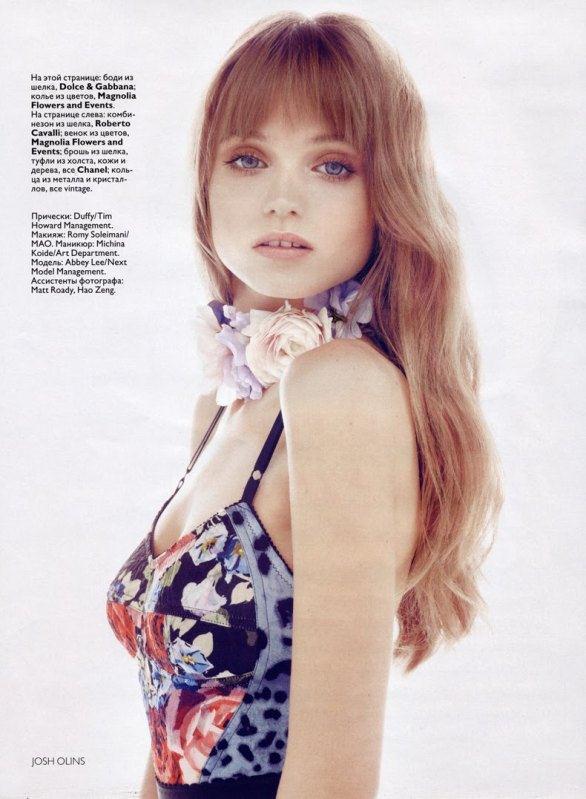 На этой странице: боди из
шелка, Dolce & Gabbana;
колье из цветов, Magnolia
Flowers and Events.
На странице слева: комби-
незон из шелка, Roberto
Cavalli; венок из цветов,
Magnolia Flowers and
Events; брошь из шелка,
туфли из холста, кожи и
дерева, все Chanel; коль-
ца из металла и кристал-
лов, все vintage.
Прически: Duffy/Tim
Howard Management.
Макияж: Romy Soleimani/
MAO. Маникюр: Michina
Koide/Art Department.
Модель: Abbey Lee/Next
Model Management.
Ассистенты фотографа:
Matt Roady, Hao Zeng.
JOSH OLINS